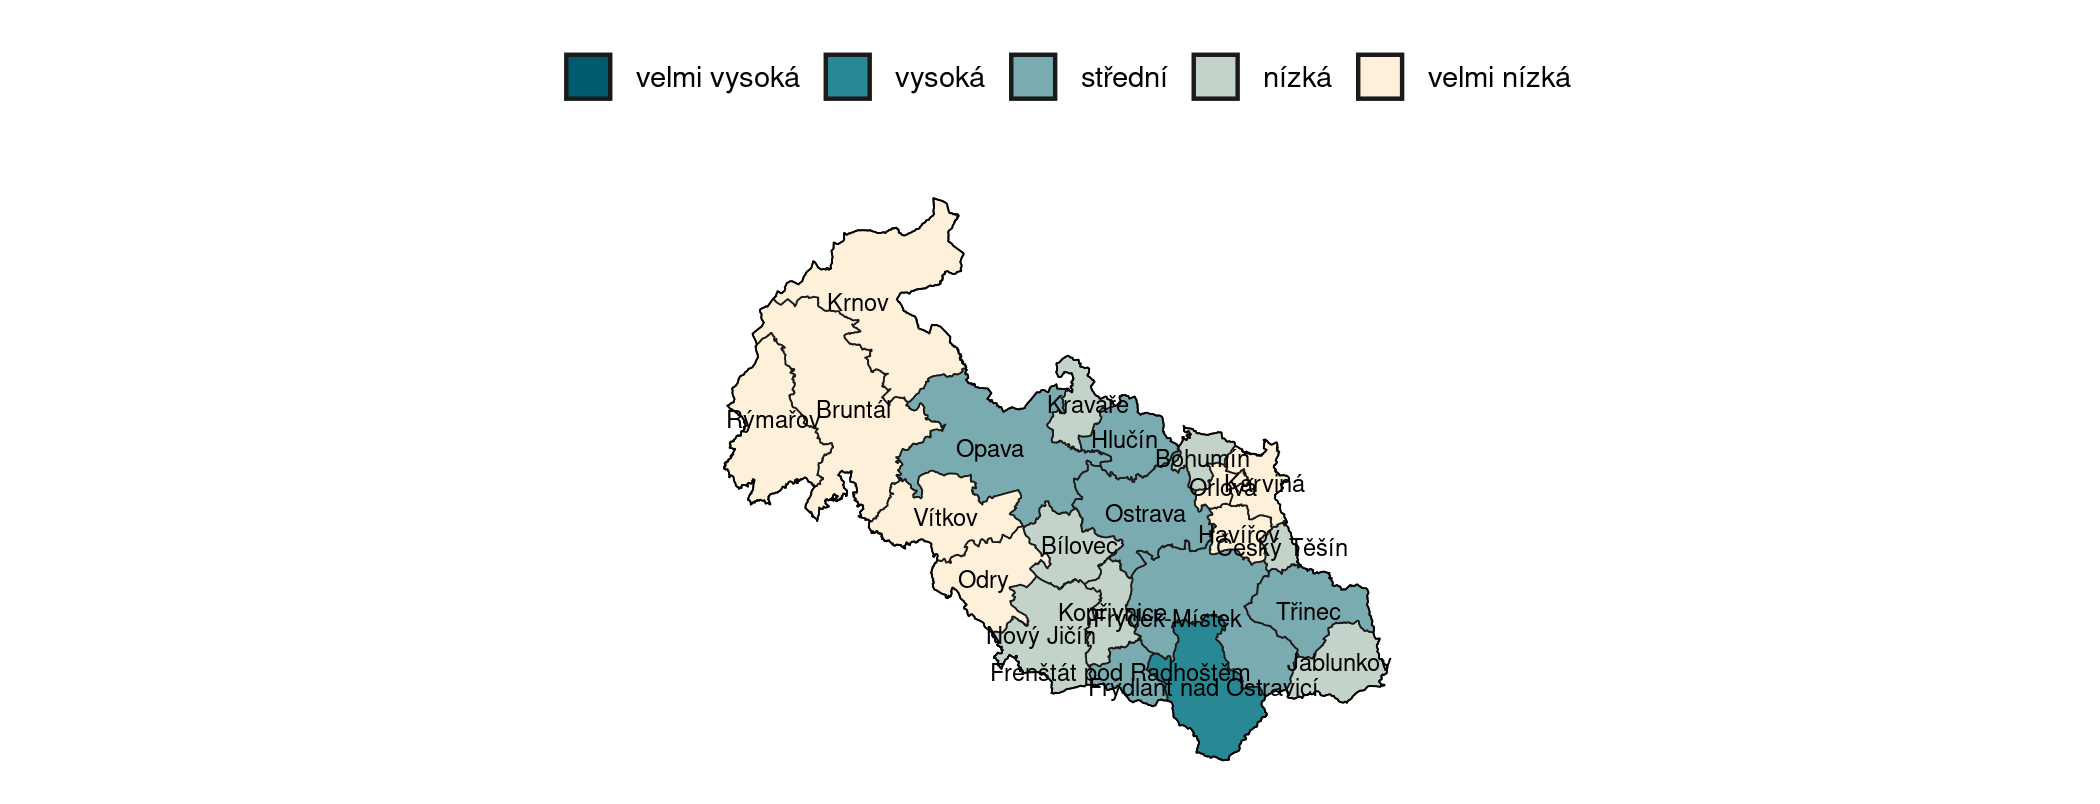 velmi vysoká vysoká střední nízká velmi nízká
Krnov
Kravaře
Rýmařov
Bruntál
Hlučín
Opava
Bohumín
Karviná
Orlová
Ostrava
Vítkov
Havířov
Bílovec
Český Těšín
Odry
Kopřivnice
Třinec
Frýdek-Místek
Nový Jičín
Jablunkov
Frenštát pod Radhoštěm
Frýdlant nad Ostravicí